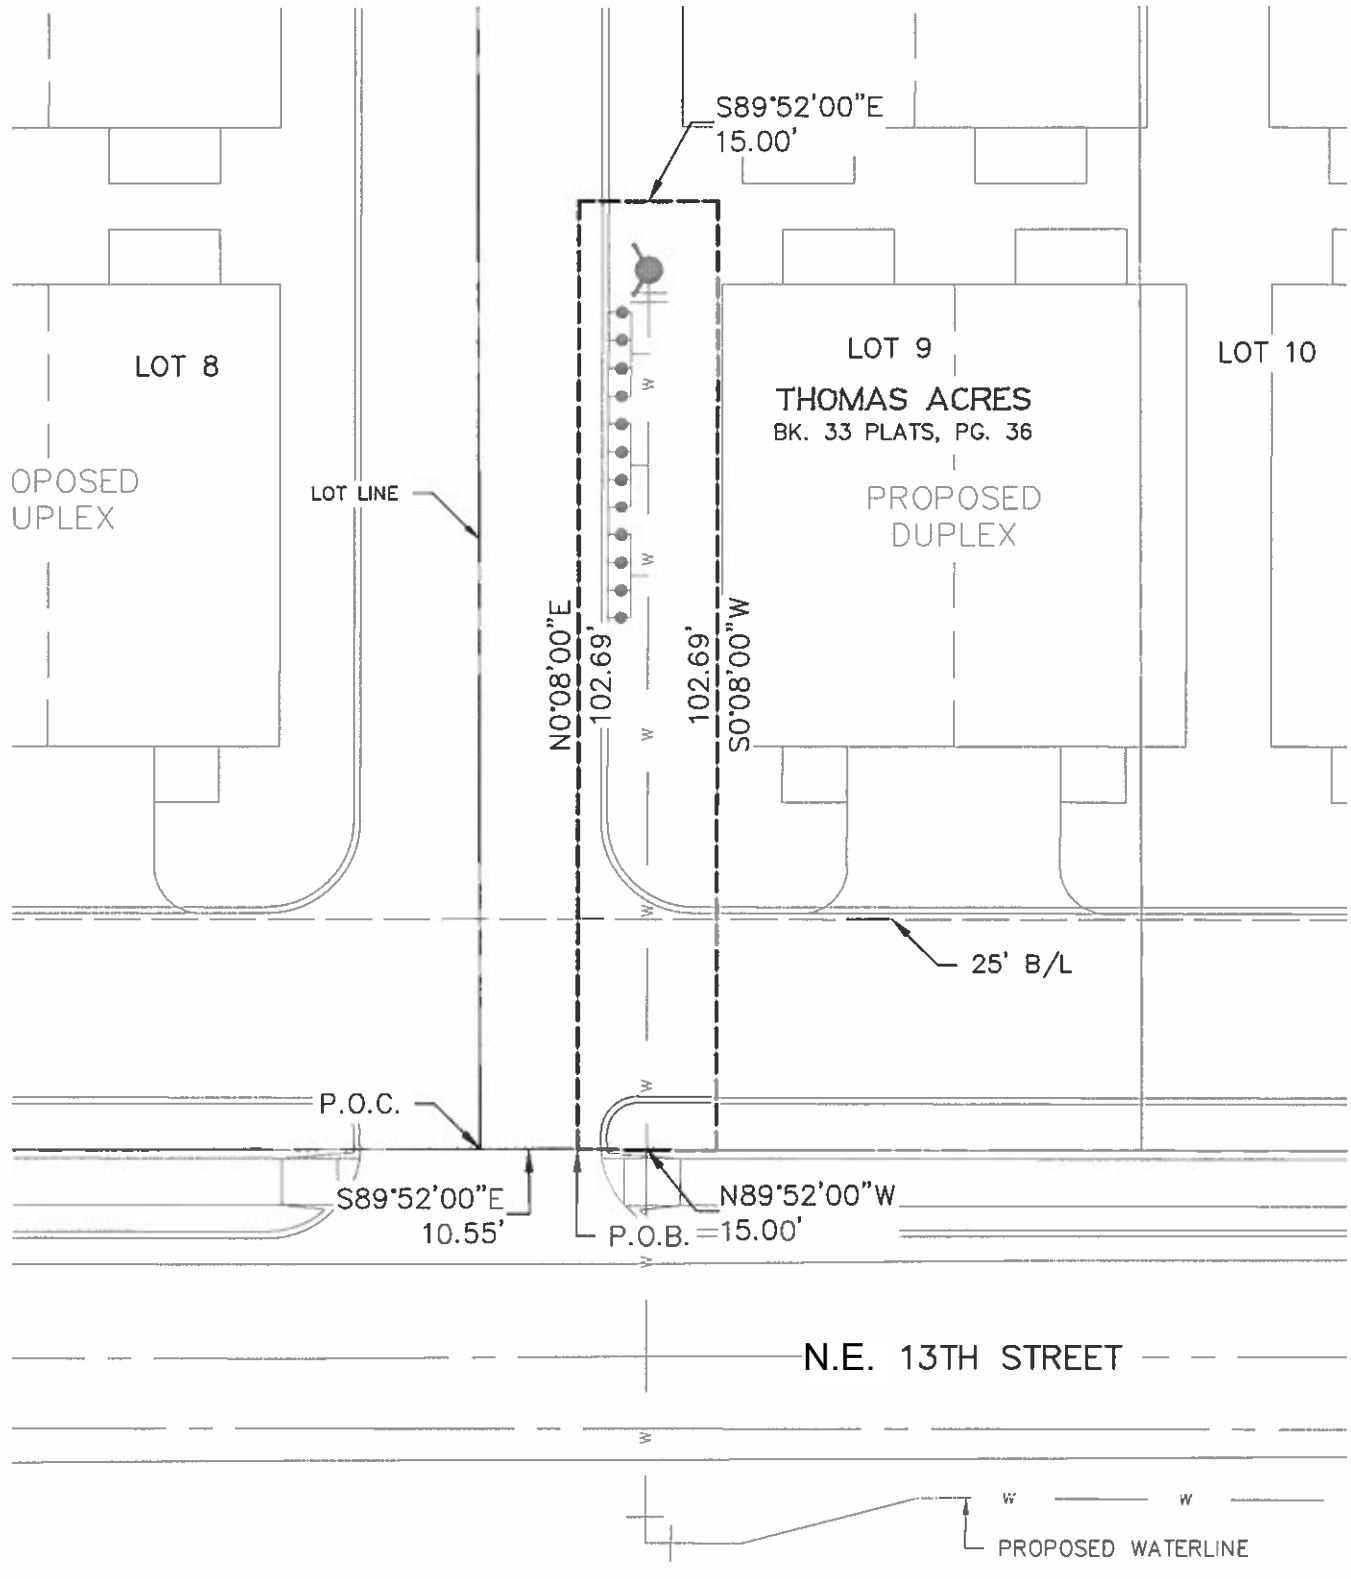 S89°52'00"E
15.00'
LOT 8
LOT 9
LOT 10
THOMAS ACRES
BK. 33 PLATS, PG. 36
OPOSED
UPLEX
LOT LINE
PROPOSED
DUPLEX
W
W
N0°08'00"E
102.69'
102.69'
S0°08'00"W
W
W
25' B/L
W
P.O.C.
S89°52'00"E
10.55'
P.O.B.
N89°52'00"W
15.00'
W
N.E. 13TH STREET
W
W
W
PROPOSED WATERLINE